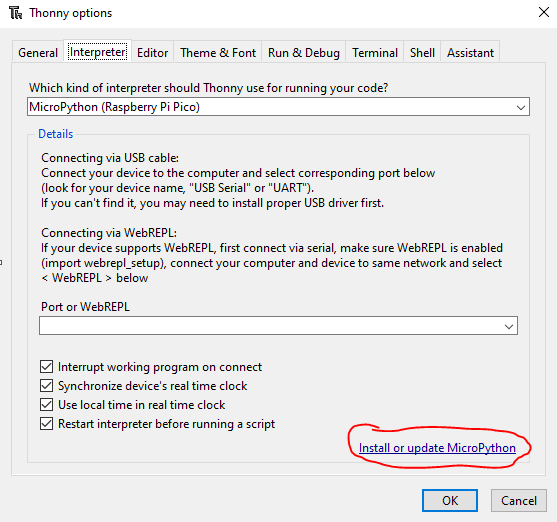 Thonny options
General Interpreter Editor Theme & Font Run & Debug Terminal Shell Assistant
Which kind of interpreter should Thonny use for running your code?
MicroPython (Raspberry Pi Pico)
Details
Connecting via USB cable:
Connect your device to the computer and select corresponding port below
(look for your device name, "USB Serial" or "UART").
If you can't find it, you may need to install proper USB driver first.
Connecting via WebREPL:
If your device supports WebREPL, first connect via serial, make sure WebREPL is enabled
(import webrepl_setup), connect your computer and device to same network and select
< WebREPL > below
Port or WebREPL
Interrupt working program on connect
Synchronize device's real time clock
Use local time in real time clock
Restart interpreter before running a script
Install or update MicroPython
OK Cancel